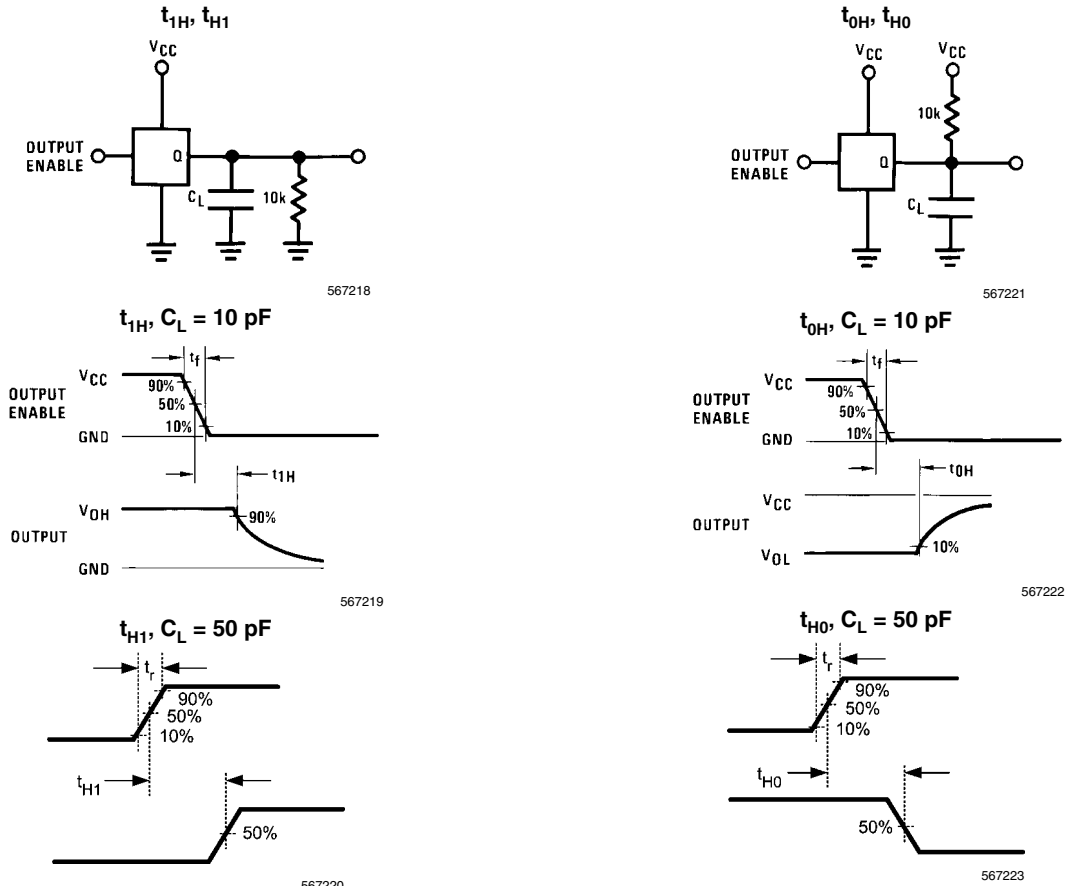 t1H, tH1
VCC
OUTPUT
ENABLE
Q
CL
10k
567218
t0H, tH0
VCC
VCC
10k
OUTPUT
ENABLE
Q
CL
567221
t1H, CL = 10 pF
tf
VCC
90%
OUTPUT
ENABLE
50%
10%
GND
t1H
VOH
90%
OUTPUT
GND
567219
t0H, CL = 10 pF
tf
VCC
90%
OUTPUT
ENABLE
50%
10%
GND
t0H
VCC
OUTPUT
10%
VOL
567222
tH1, CL = 50 pF
tr
90%
50%
10%
tH1
50%
567220
tH0, CL = 50 pF
tr
90%
50%
10%
tH0
50%
567223